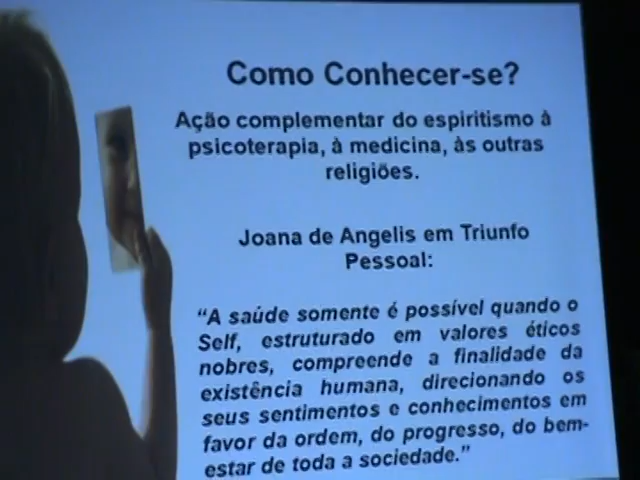 Como Conhecer-se?
Ação complementar do espiritismo à
psicoterapia, à medicina, às outras
religiões.
Joana de Angelis em Triunfo
Pessoal:
“A saúde somente é possível quando o
Self, estruturado em valores éticos
nobres, compreende a finalidade da
existência humana, direcionando os
seus sentimentos e conhecimentos em
favor da ordem, do progresso, do bem-
estar de toda a sociedade.”